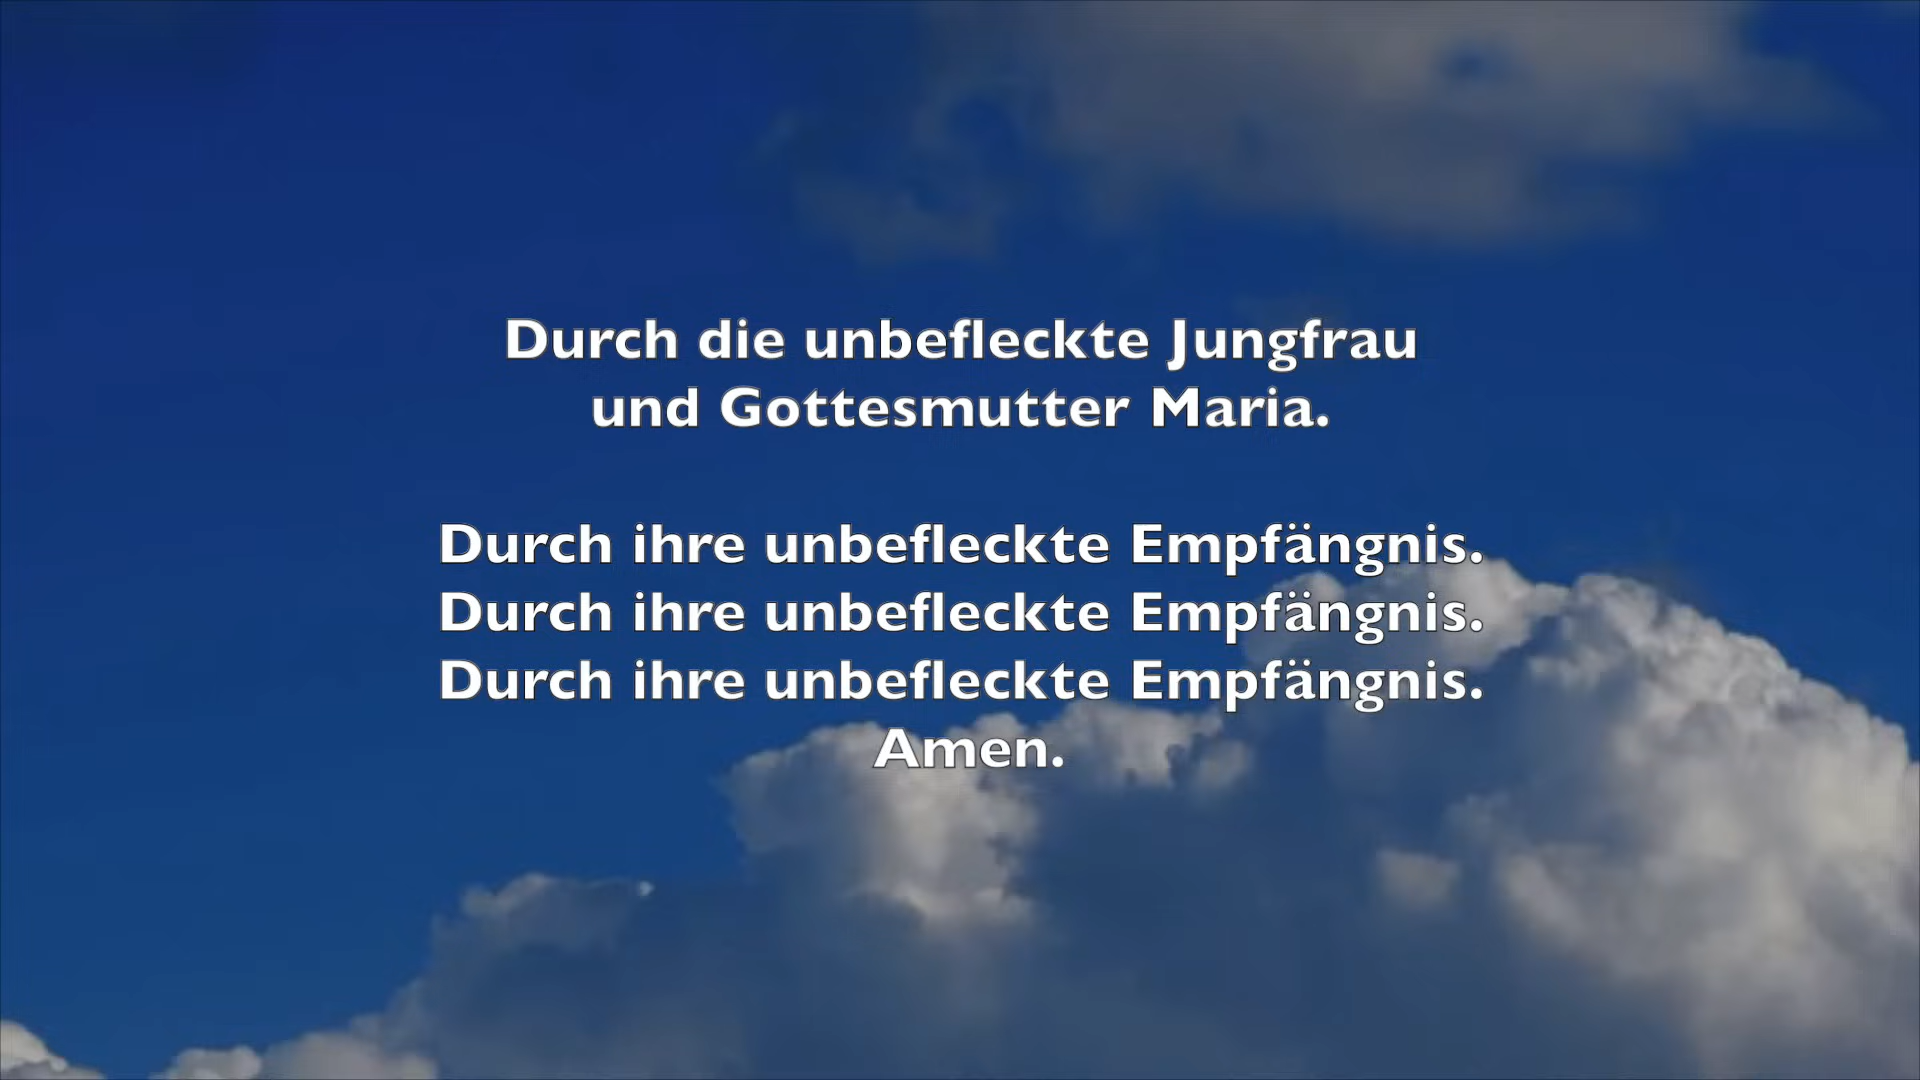 Durch die unbefleckte Jungfrau
und Gottesmutter Maria.
Durch ihre unbefleckte Empfängnis.
Durch ihre unbefleckte Empfängnis.
Durch ihre unbefleckte Empfängnis.
Amen.